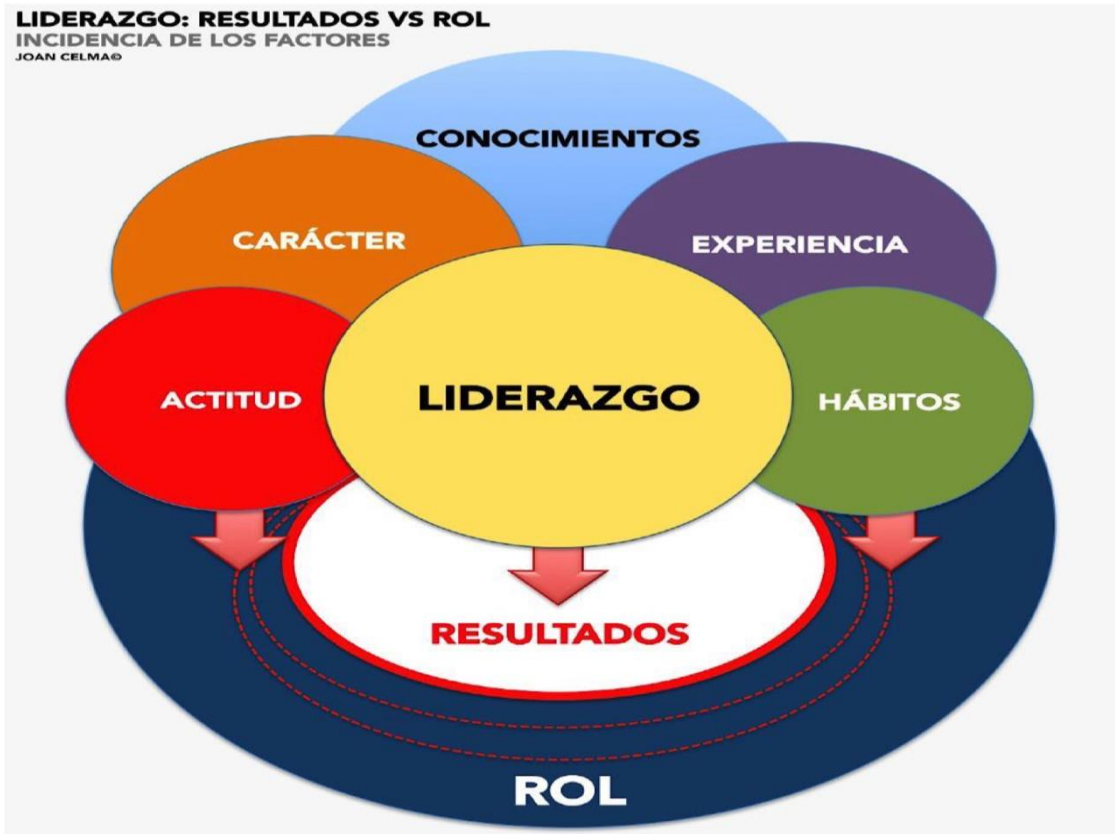 LIDERAZGO: RESULTADOS VS ROL
INCIDENCIA DE LOS FACTORES
JOAN CELMA©
CONOCIMIENTOS
CARÁCTER
EXPERIENCIA
ACTITUD
LIDERAZGO
HÁBITOS
RESULTADOS
ROL